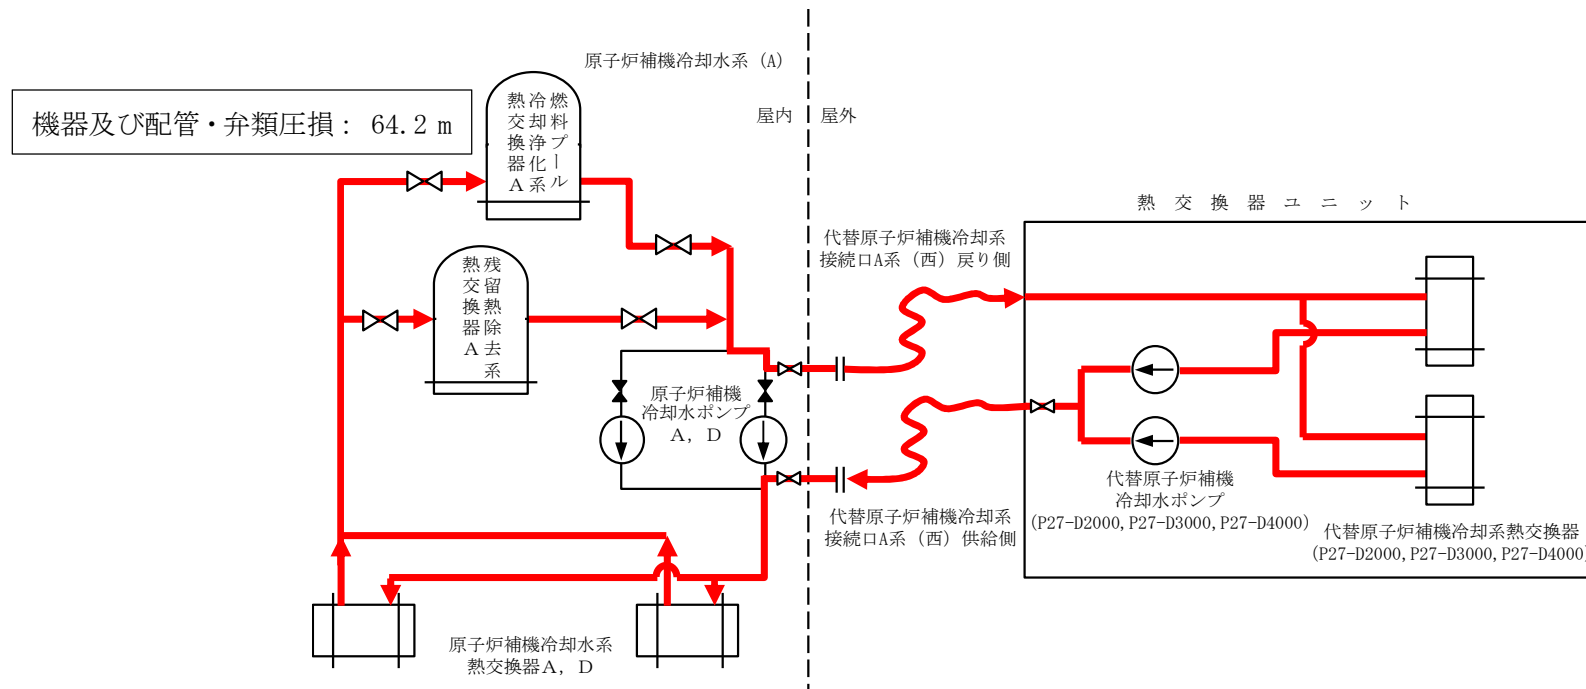 原子炉補機冷却水系（A）
機器及び配管・弁類圧損： 64.2 m
燃料プール
冷却浄化系
熱交換器A
屋内
屋外
熱交換器ユニット
代替原子炉補機冷却系
接続口A系（西）戻り側
残留熱除去系
熱交換器A
原子炉補機
冷却水ポンプ
A，D
代替原子炉補機
冷却水ポンプ
(P27-D2000,P27-D3000,P27-D4000)
代替原子炉補機冷却系
接続口A系（西）供給側
代替原子炉補機冷却系熱交換器
(P27-D2000,P27-D3000,P27-D4000)
原子炉補機冷却水系
熱交換器A，D